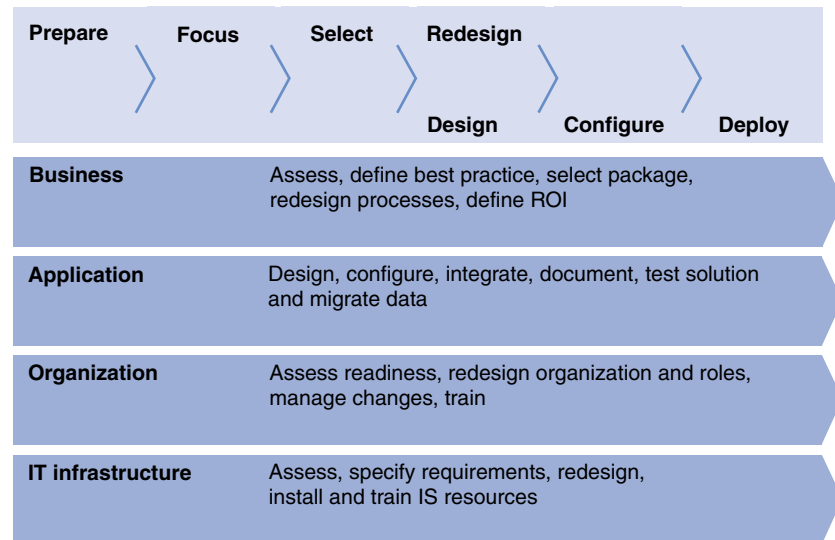 Prepare
Focus
Select
Redesign
Design
Configure
Deploy
Business
Assess, define best practice, select package,
redesign processes, define ROI
Application
Design, configure, integrate, document, test solution
and migrate data
Organization
Assess readiness, redesign organization and roles,
manage changes, train
IT infrastructure
Assess, specify requirements, redesign,
install and train IS resources